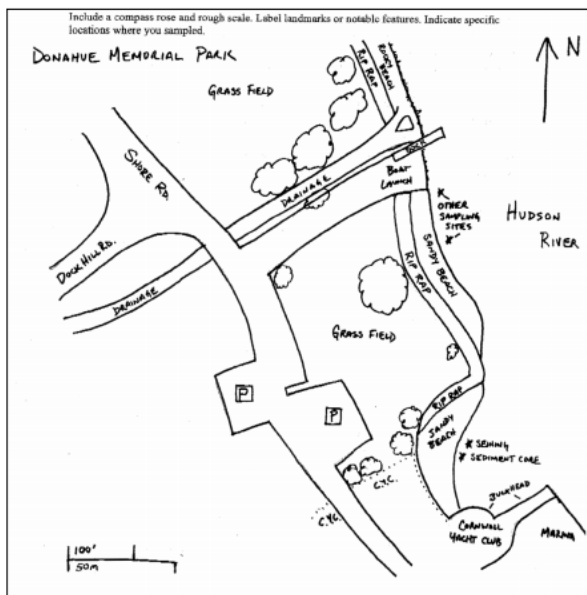 Include a compass rose and rough scale. Label landmarks or notable features. Indicate specific
locations where you sampled.
DONAHUE MEMORIAL PARK
N
RIP RAP
ROCKY BEACH
GRASS FIELD
SHORE RD.
DOCK
BOAT
LAUNCH
DRAINAGE
OTHER
SAMPLING
SITES
HUDSON
RIVER
DOCK HILL RD.
SANDY BEACH
RIP RAP
DRAINAGE
GRASS FIELD
P
P
RIP RAP
SANDY
BEACH
* SEINING
* SEDIMENT CORE
C.Y.C.
C.Y.C.
BULKHEAD
CORNWALL
YACHT CLUB
MARINA
100'
50m